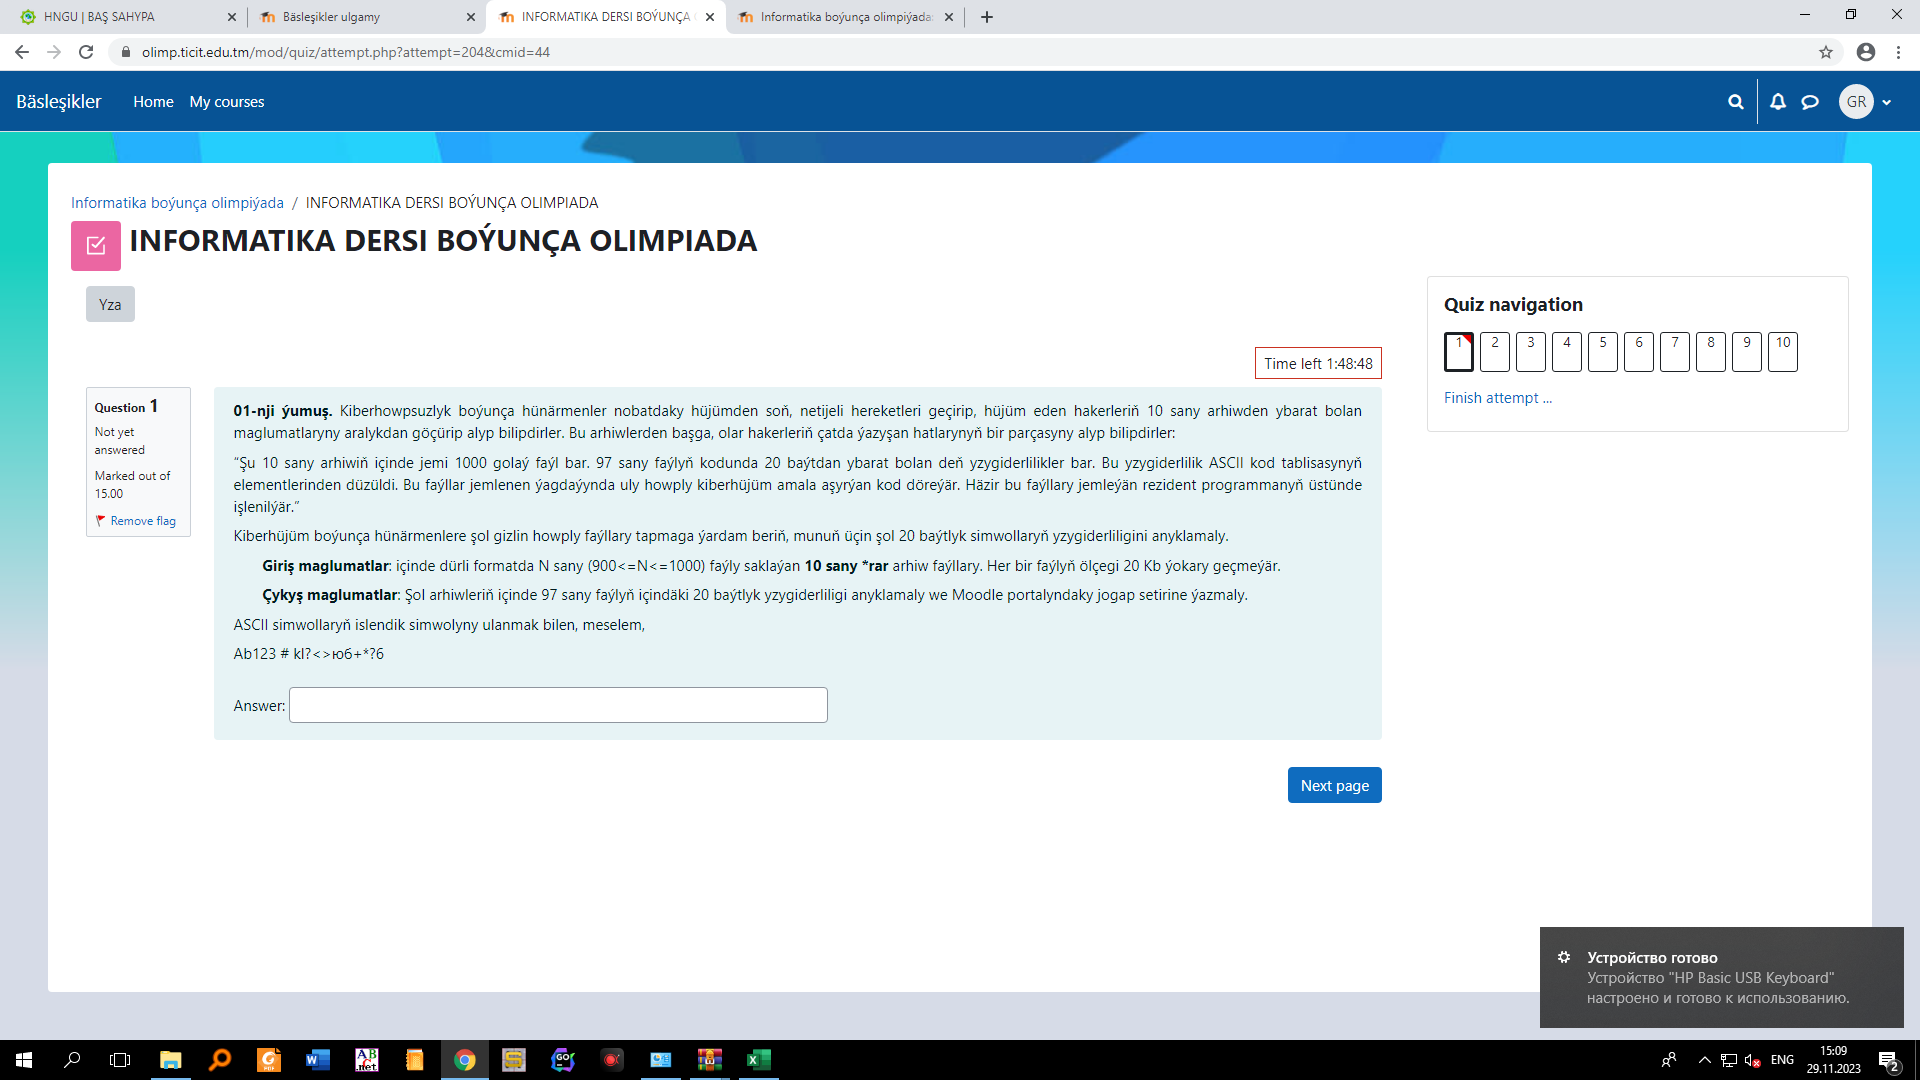 HNGU | BAŞ SAHYPA
Bäsleşikler ulgamy
INFORMATIKA DERSI BOÝUNÇA
Informatika boýunça olimpiýada:
olimp.ticit.edu.tm/mod/quiz/attempt.php?attempt=204&cmid=44
Bäsleşikler
Home
My courses
GR
Informatika boýunça olimpiýada / INFORMATIKA DERSI BOÝUNÇA OLIMPIADA
INFORMATIKA DERSI BOÝUNÇA OLIMPIADA
Yza
Time left 1:48:48
Question 1
Not yet
answered
Marked out of
15.00
Remove flag
01-nji ýumuş. Kiberhowpsuzlyk boýunça hünärmenler nobatdaky hüjümden soň, netijeli hereketleri geçirip, hüjüm eden hakerleriň 10 sany arhiwden ybarat bolan
maglumatlaryny aralykdan göçürip alyp bilipdirler. Bu arhiwlerden başga, olar hakerleriň çatda ýazyşan hatlarynyň bir parçasyny alyp bilipdirler:
“Şu 10 sany arhiwiň içinde jemi 1000 golaý faýl bar. 97 sany faýlyň kodunda 20 baýtdan ybarat bolan deň yzygiderlilikler bar. Bu yzygiderlilik ASCII kod tablisasynyň
elementlerinden düzüldi. Bu faýllar jemlenen ýagdaýynda uly howply kiberhüjüm amala aşyrýan kod döreýär. Häzir bu faýllary jemleýän rezident programmanyň üstünde
işlenilýär.”
Kiberhüjüm boýunça hünärmenlere şol gizlin howply faýllary tapmaga ýardam beriň, munuň üçin şol 20 baýtlyk simwollaryň yzygiderliligini anyklamaly.
Giriş maglumatlar: içinde dürli formatda N sany (900<=N<=1000) faýly saklaýan 10 sany *rar arhiw faýllary. Her bir faýlyň ölçegi 20 Kb ýokary geçmeýär.
Çykyş maglumatlar: Şol arhiwleriň içinde 97 sany faýlyň içindäki 20 baýtlyk yzygiderliligi anyklamaly we Moodle portalyndaky jogap setirine ýazmaly.
ASCII simwollaryň islendik simwolyny ulanmak bilen, meselem,
Ab123 # kl?<>юб+*?6
Answer:
Next page
Quiz navigation
1 2 3 4 5 6 7 8 9 10
Finish attempt ...
Устройство готово
Устройство "HP Basic USB Keyboard"
настроено и готово к использованию.
ENG
15:09
29.11.2023
2